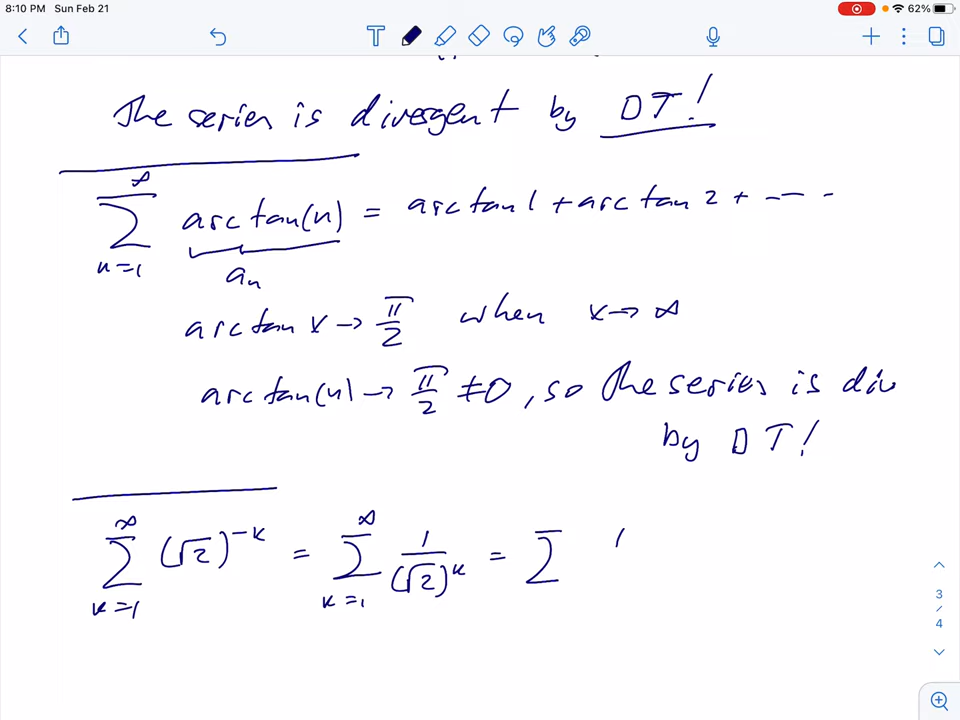 8:10 PM Sun Feb 21 62%
T
The series is divergent by DT!
∑_{n=1}^{∞} arctan(n) = arctan 1 + arctan 2 + ----
a_n
arctan x → π/2 when x → ∞
arctan(n) → π/2 ≠ 0, so the series is div
by DT!
∑_{k=1}^{∞} (√2)^{-k} = ∑_{k=1}^{∞} 1/(√2)^k = ∑ 1
3
/
4